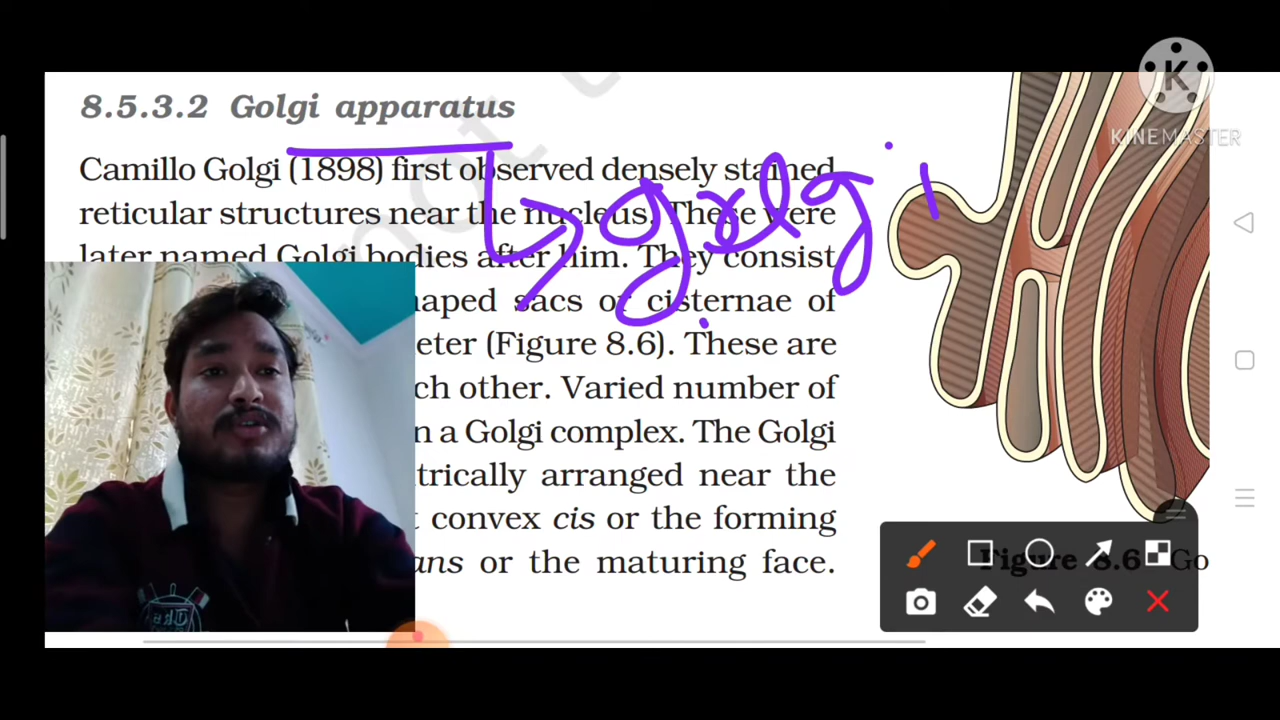 8.5.3.2 Golgi apparatus
Camillo Golgi (1898) first observed densely stained
reticular structures near the nucleus. These were
later named Golgi bodies after him. They consist
haped sacs or cisternae of
eter (Figure 8.6). These are
ch other. Varied number of
n a Golgi complex. The Golgi
trically arranged near the
t convex cis or the forming
ans or the maturing face.
golgi
Figure 8.6 Go
K
KINEMASTER
not